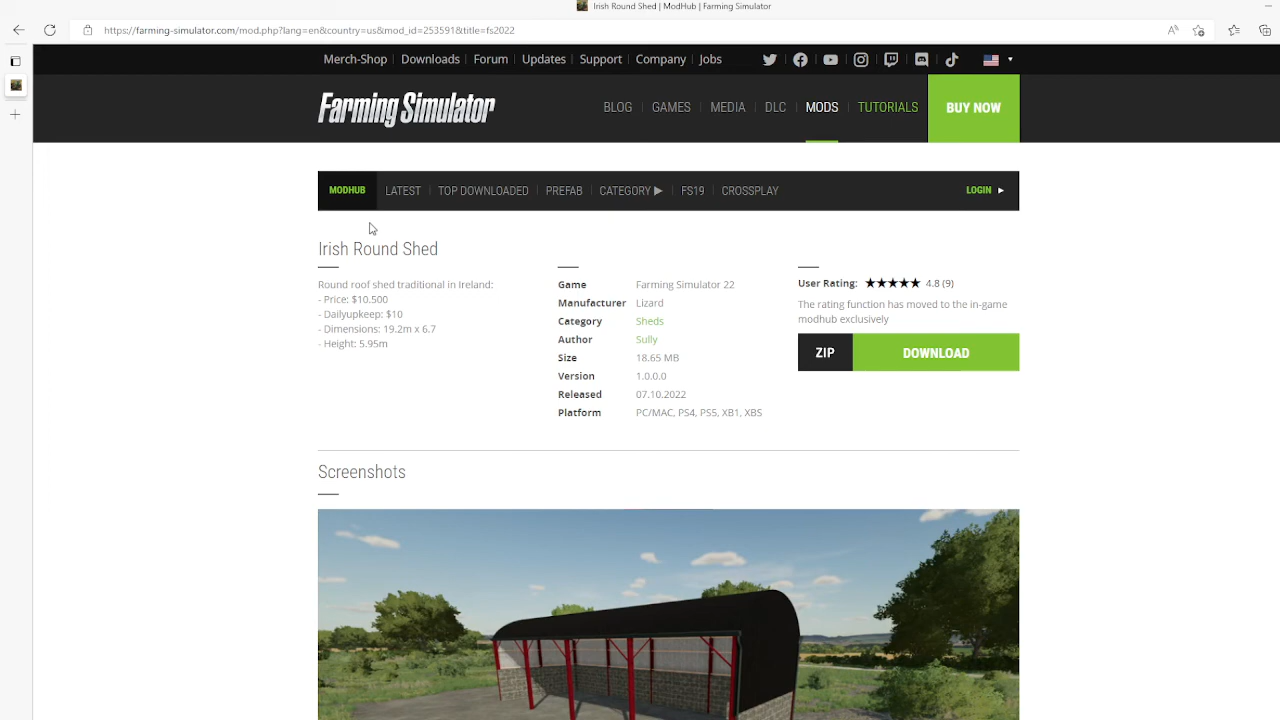 Irish Round Shed | ModHub | Farming Simulator
https://farming-simulator.com/mod.php?lang=en&country=us&mod_id=253591&title=fs2022
Merch-Shop Downloads Forum Updates Support Company Jobs
Farming Simulator
BLOG GAMES MEDIA DLC MODS TUTORIALS BUY NOW
MODHUB LATEST TOP DOWNLOADED PREFAB CATEGORY ▶ FS19 CROSSPLAY LOGIN ▶
Irish Round Shed
Round roof shed traditional in Ireland:
- Price: $10.500
- Dailyupkeep: $10
- Dimensions: 19.2m x 6.7
- Height: 5.95m
Game Farming Simulator 22
Manufacturer Lizard
Category Sheds
Author Sully
Size 18.65 MB
Version 1.0.0.0
Released 07.10.2022
Platform PC/MAC, PS4, PS5, XB1, XBS
User Rating: ★★★★★ 4.8 (9)
The rating function has moved to the in-game
modhub exclusively
ZIP DOWNLOAD
Screenshots